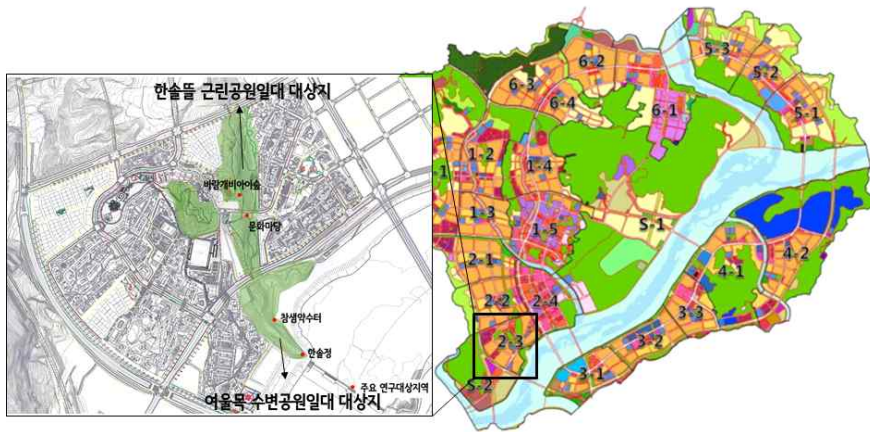 한솔뜰 근린공원일대 대상지
바람개비아이숲
문화마당
참샘약수터
한솔정
주요 연구대상지역
여울목 수변공원일대 대상지
6-2
5-3
5-2
6-3
6-4
6-1
5-1
1-2
1-4
-1
1-3
1-5
S-1
2-1
4-2
4-1
2-2
2-4
3-3
2-3
3-2
3-1
S-2